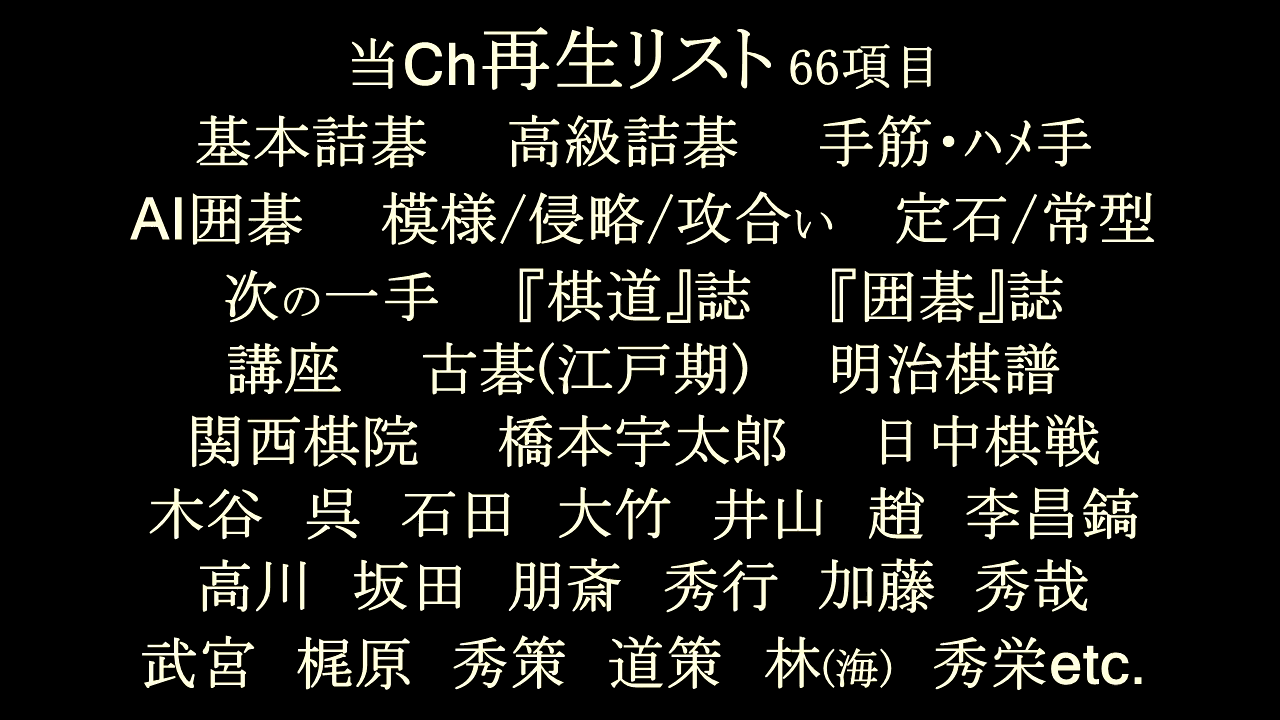 当Ch再生リスト 66項目
基本詰碁 高級詰碁 手筋・ハメ手
AI囲碁 模様/侵略/攻合い 定石/常型
次の一手 『棋道』誌 『囲碁』誌
講座 古碁(江戸期) 明治棋譜
関西棋院 橋本宇太郎 日中棋戦
木谷 呉 石田 大竹 井山 趙 李昌鎬
高川 坂田 朋斎 秀行 加藤 秀哉
武宮 梶原 秀策 道策 林(海) 秀栄etc.